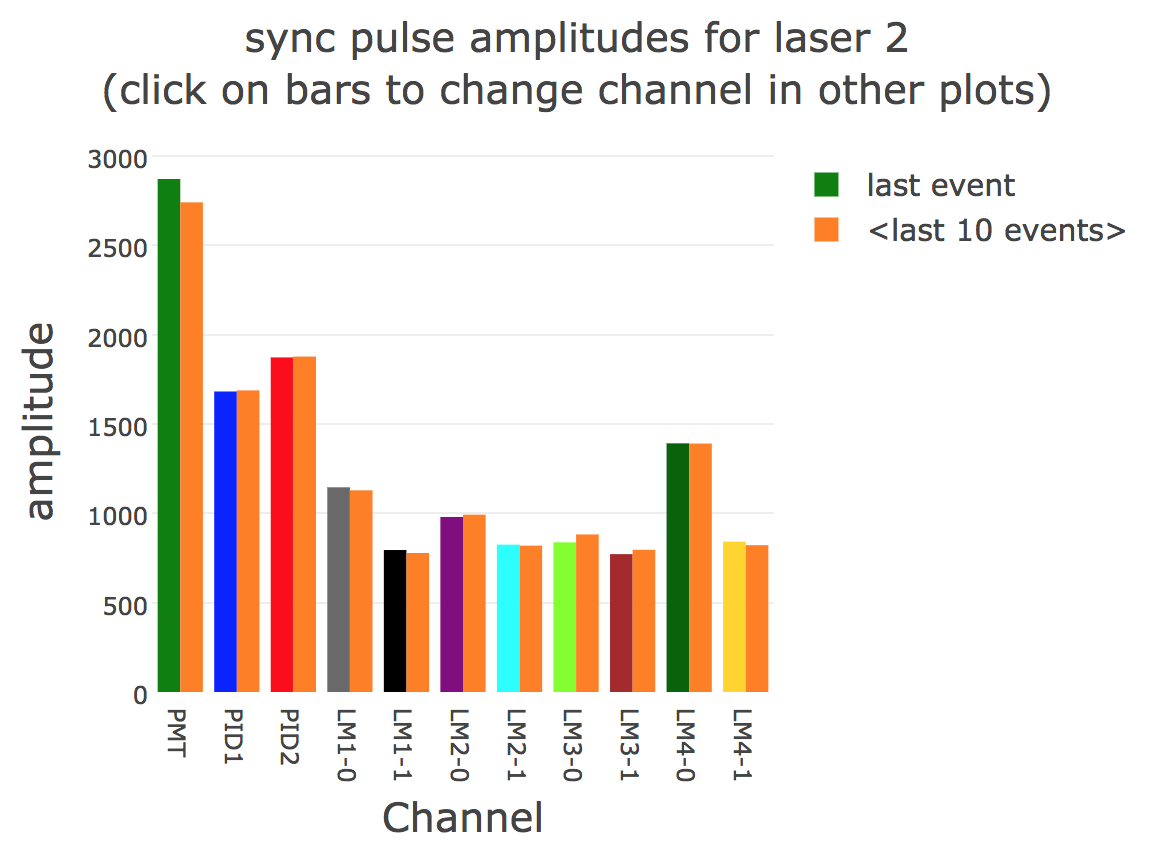 sync pulse amplitudes for laser 2
(click on bars to change channel in other plots)
3000
2500
2000
1500
1000
500
0
amplitude
last event
<last 10 events>
PMT
PID1
PID2
LM1-0
LM1-1
LM2-0
LM2-1
LM3-0
LM3-1
LM4-0
LM4-1
Channel